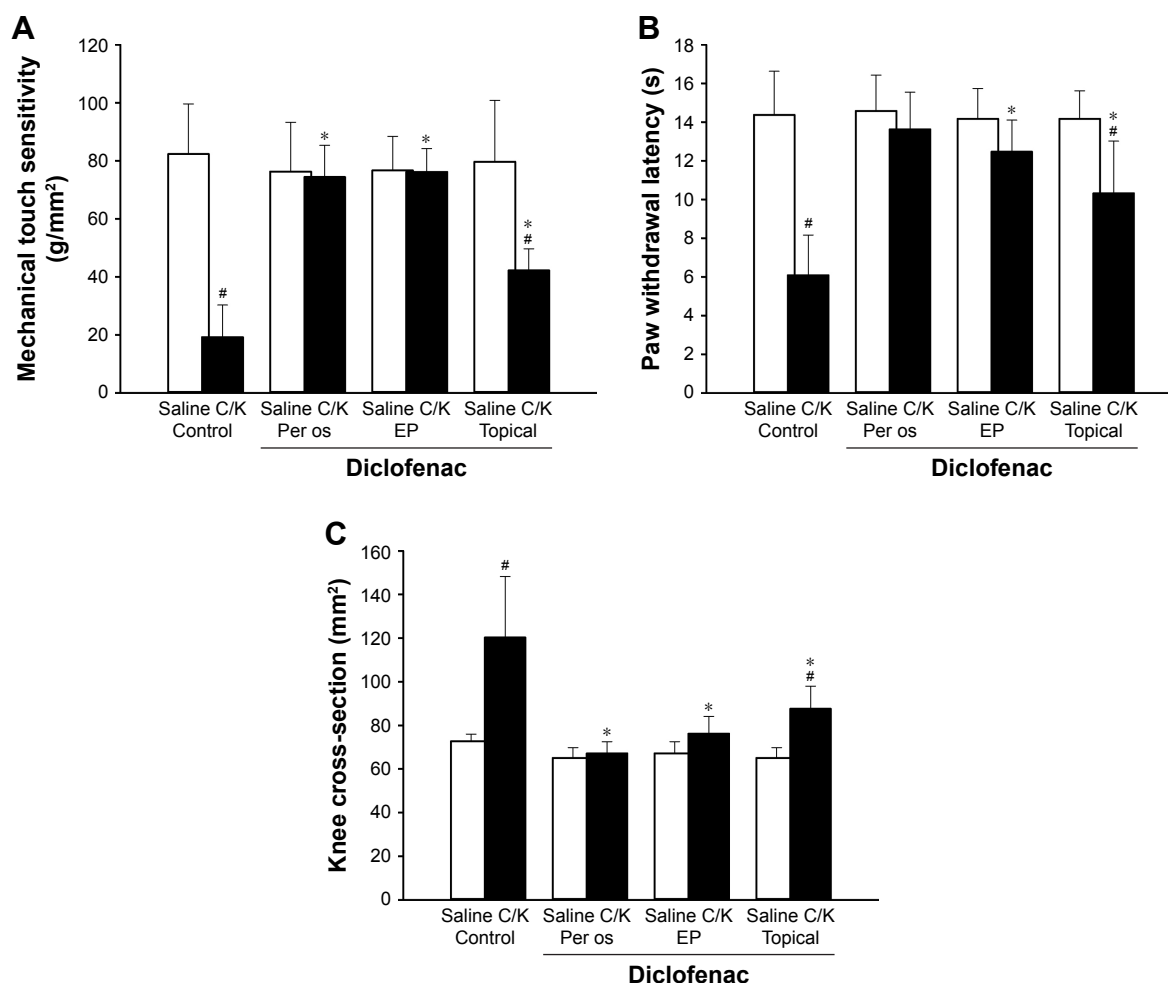 A
Mechanical touch sensitivity
(g/mm²)
120
100
80
60
40
20
0
#
*
*
*
#
Saline C/K Saline C/K Saline C/K Saline C/K
Control Per os EP Topical
Diclofenac
B
Paw withdrawal latency (s)
18
16
14
12
10
8
6
4
2
0
#
*
*
#
Saline C/K Saline C/K Saline C/K Saline C/K
Control Per os EP Topical
Diclofenac
C
Knee cross-section (mm²)
160
140
120
100
80
60
40
20
0
#
*
*
*
#
Saline C/K Saline C/K Saline C/K Saline C/K
Control Per os EP Topical
Diclofenac